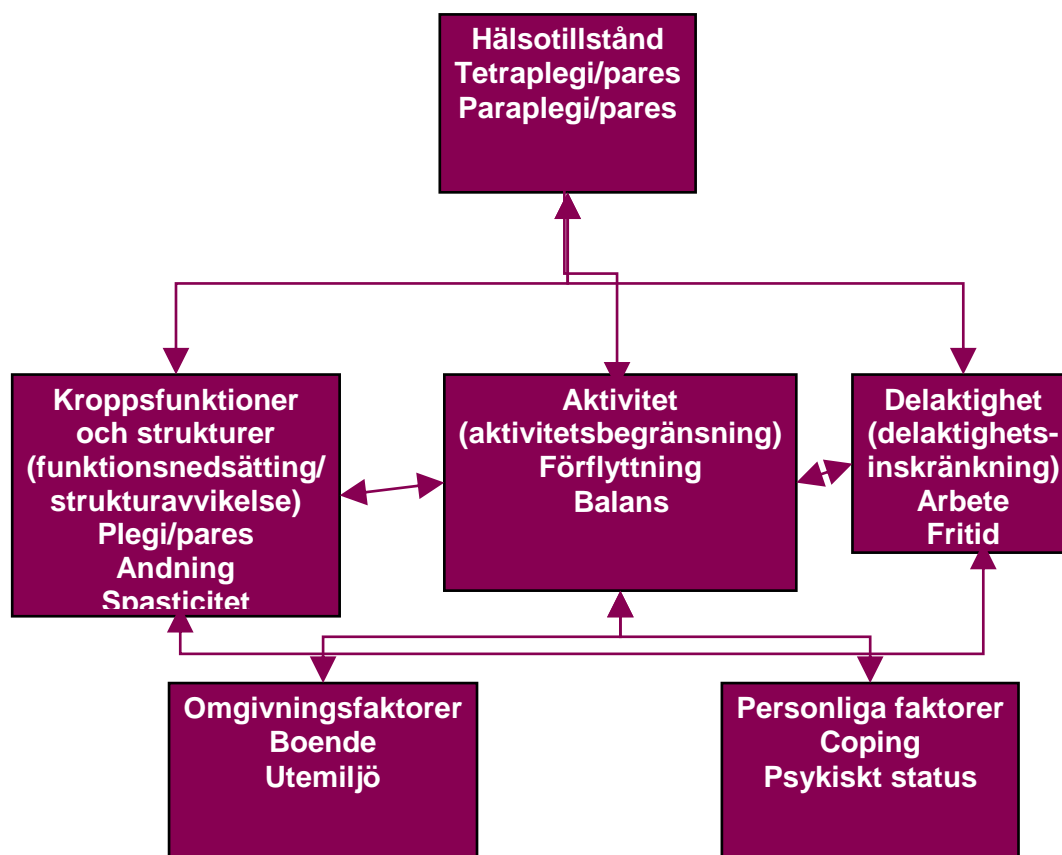 Hälsotillstånd
Tetraplegi/pares
Paraplegi/pares
Kroppsfunktioner
och strukturer
(funktionsnedsätting/
strukturavvikelse)
Plegi/pares
Andning
Spasticitet
Aktivitet
(aktivitetsbegränsning)
Förflyttning
Balans
Delaktighet
(delaktighets-
inskränkning)
Arbete
Fritid
Omgivningsfaktorer
Boende
Utemiljö
Personliga faktorer
Coping
Psykiskt status